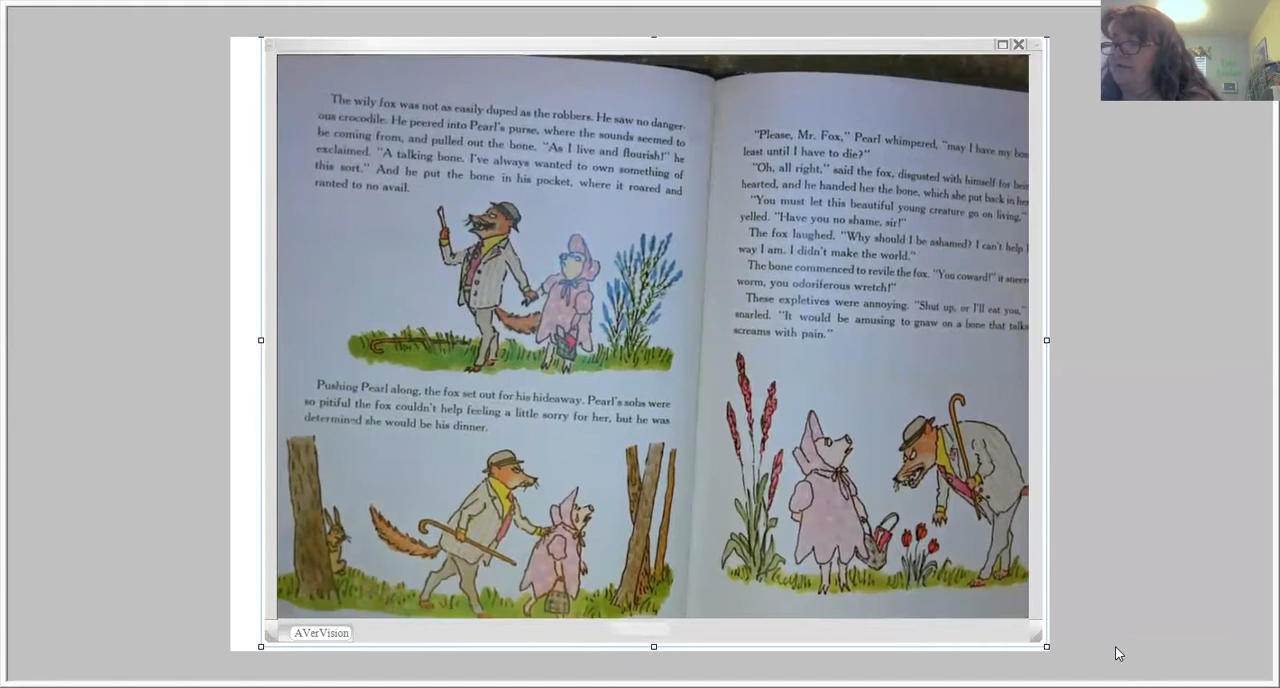 The wily fox was not as easily duped as the robbers. He saw no danger-
ous crocodile. He peered into Pearl's purse, where the sounds seemed to
be coming from, and pulled out the bone. "As I live and flourish!" he
exclaimed. "A talking bone. I've always wanted to own something of
this sort." And he put the bone in his pocket, where it roared and
ranted to no avail.
Pushing Pearl along, the fox set out for his hideaway. Pearl's sobs were
so pitiful the fox couldn't help feeling a little sorry for her, but he was
determined she would be his dinner.
"Please, Mr. Fox," Pearl whimpered, "may I have my
least until I have to die?"
"Oh, all right," said the fox, disgusted with himself for
hearted, and he handed her the bone, which she put back in
"You must let this beautiful young creature go on living,"
yelled. "Have you no shame, sir!"
The fox laughed. "Why should I be ashamed? I can't help
way I am. I didn't make the world."
The bone commenced to revile the fox. "You coward!" it
worm, you odoriferous wretch!"
These expletives were annoying. "Shut up, or I'll eat you,"
snarled. "It would be amusing to gnaw on a bone that
screams with pain."
AVerVision